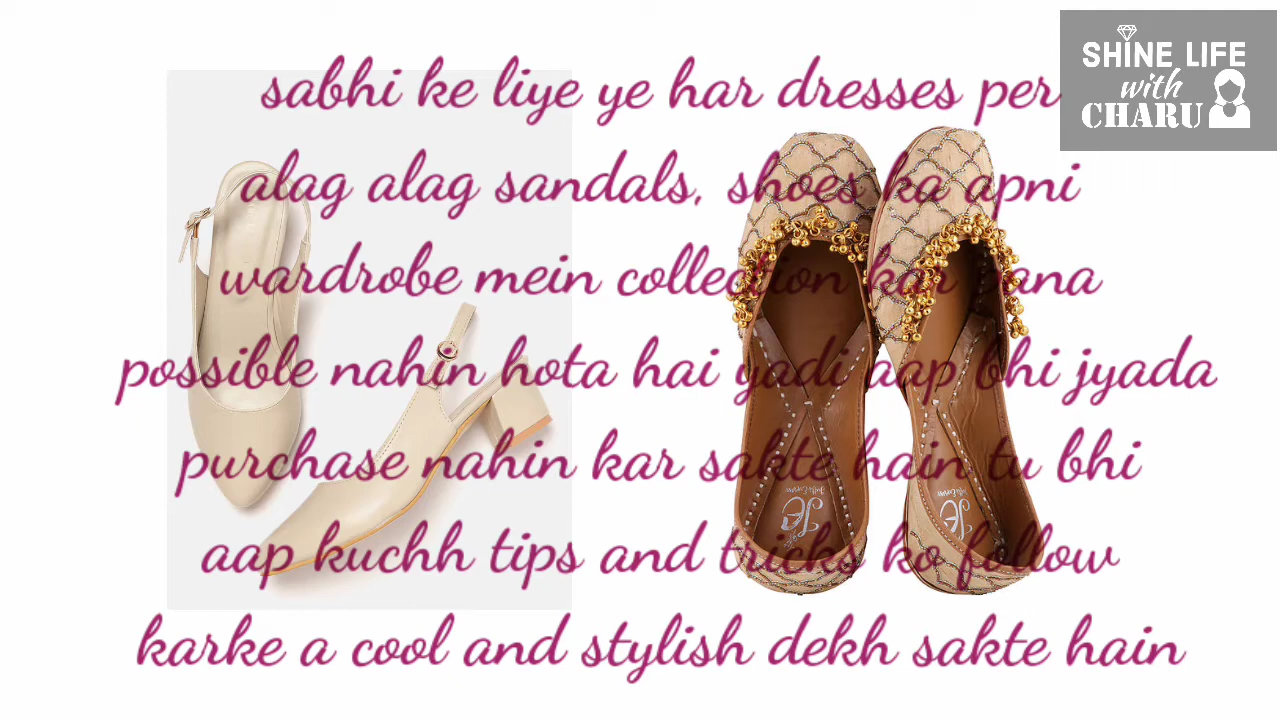 SHINE LIFE
with
CHARU
sabhi ke liye ye har dresses per
alag alag sandals, shoes ka apni
wardrobe mein collection kar pana
possible nahin hota hai yadi aap bhi jyada
purchase nahin kar sakte hain tu bhi
aap kuchh tips and tricks ko follow
karke a cool and stylish dekh sakte hain